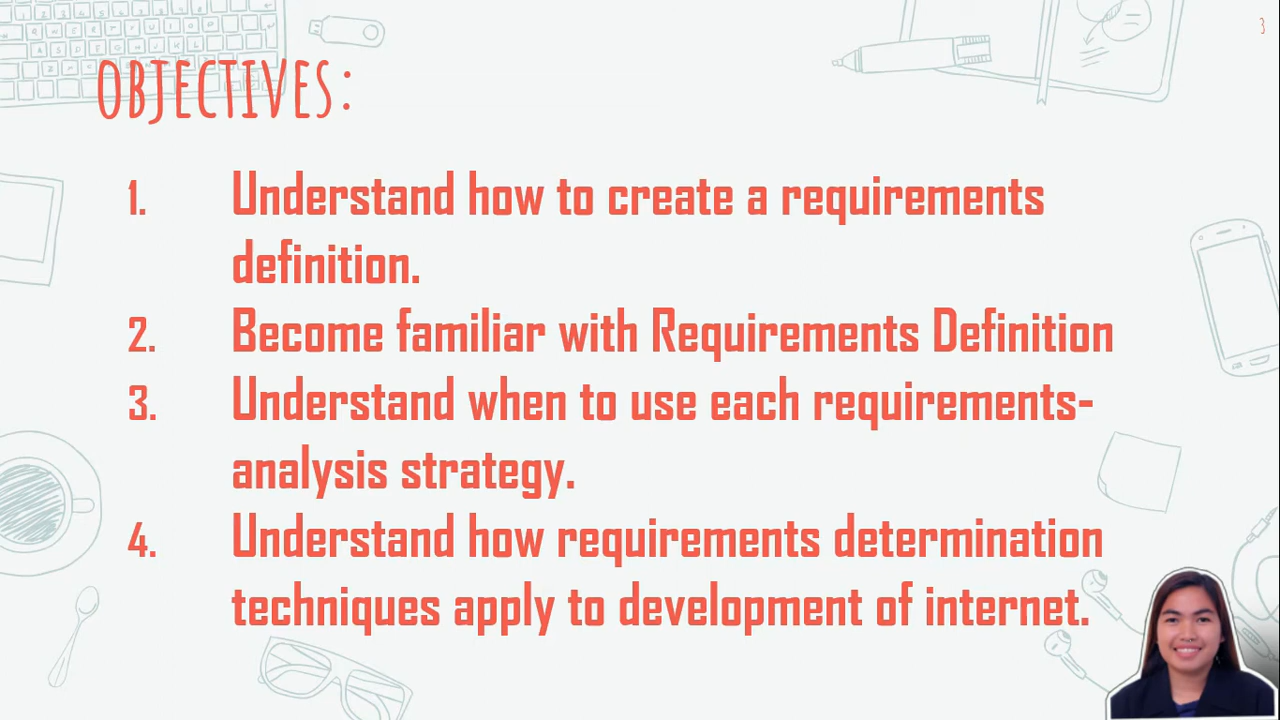 3
OBJECTIVES:
1. Understand how to create a requirements
definition.
2. Become familiar with Requirements Definition
3. Understand when to use each requirements-
analysis strategy.
4. Understand how requirements determination
techniques apply to development of internet.